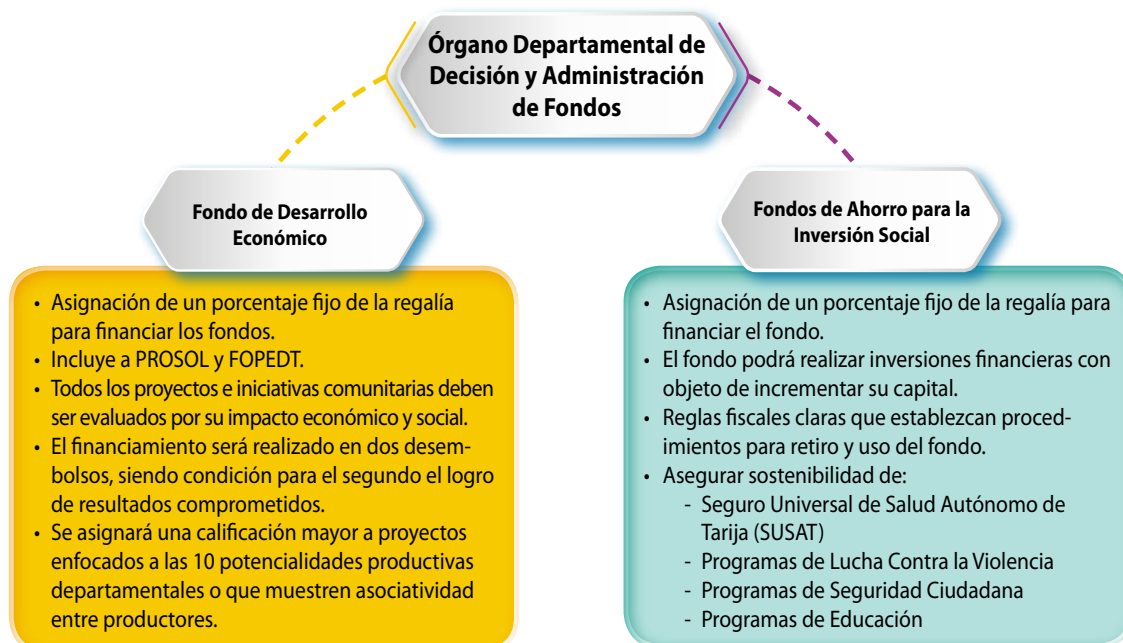 Órgano Departamental de
Decisión y Administración
de Fondos
Fondo de Desarrollo
Económico
• Asignación de un porcentaje fijo de la regalía
para financiar los fondos.
• Incluye a PROSOL y FOPEDT.
• Todos los proyectos e iniciativas comunitarias deben
ser evaluados por su impacto económico y social.
• El financiamiento será realizado en dos desem-
bolsos, siendo condición para el segundo el logro
de resultados comprometidos.
• Se asignará una calificación mayor a proyectos
enfocados a las 10 potencialidades productivas
departamentales o que muestren asociatividad
entre productores.
Fondos de Ahorro para la
Inversión Social
• Asignación de un porcentaje fijo de la regalía para
financiar el fondo.
• El fondo podrá realizar inversiones financieras con
objeto de incrementar su capital.
• Reglas fiscales claras que establezcan proced-
imientos para retiro y uso del fondo.
• Asegurar sostenibilidad de:
- Seguro Universal de Salud Autónomo de
Tarija (SUSAT)
- Programas de Lucha Contra la Violencia
- Programas de Seguridad Ciudadana
- Programas de Educación